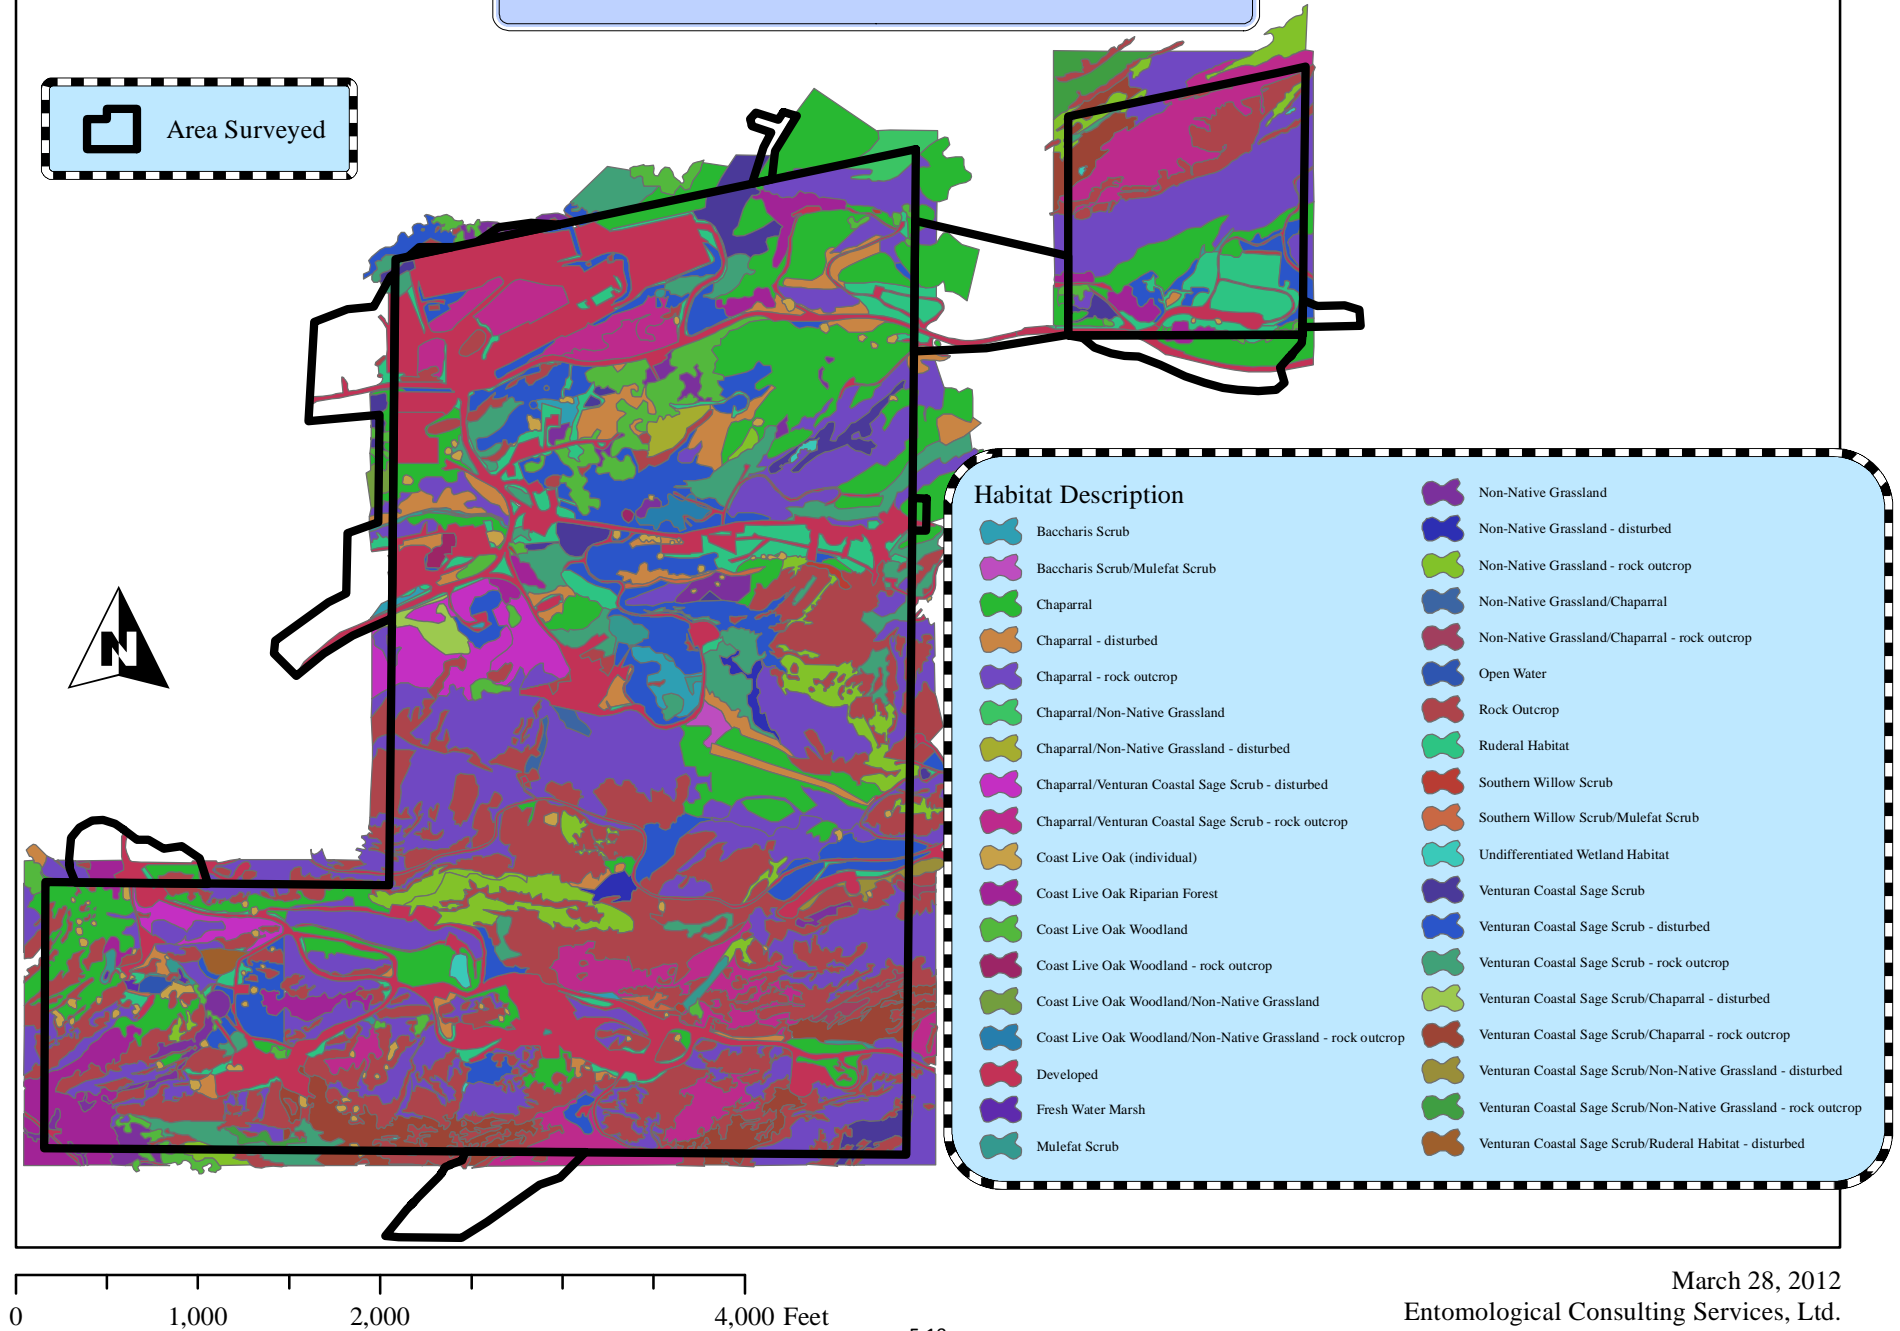 Area Surveyed
N
Habitat Description
Baccharis Scrub
Baccharis Scrub/Mulefat Scrub
Chaparral
Chaparral - disturbed
Chaparral - rock outcrop
Chaparral/Non-Native Grassland
Chaparral/Non-Native Grassland - disturbed
Chaparral/Venturan Coastal Sage Scrub - disturbed
Chaparral/Venturan Coastal Sage Scrub - rock outcrop
Coast Live Oak (individual)
Coast Live Oak Riparian Forest
Coast Live Oak Woodland
Coast Live Oak Woodland - rock outcrop
Coast Live Oak Woodland/Non-Native Grassland
Coast Live Oak Woodland/Non-Native Grassland - rock outcrop
Developed
Fresh Water Marsh
Mulefat Scrub
Non-Native Grassland
Non-Native Grassland - disturbed
Non-Native Grassland - rock outcrop
Non-Native Grassland/Chaparral
Non-Native Grassland/Chaparral - rock outcrop
Open Water
Rock Outcrop
Ruderal Habitat
Southern Willow Scrub
Southern Willow Scrub/Mulefat Scrub
Undifferentiated Wetland Habitat
Venturan Coastal Sage Scrub
Venturan Coastal Sage Scrub - disturbed
Venturan Coastal Sage Scrub - rock outcrop
Venturan Coastal Sage Scrub/Chaparral - disturbed
Venturan Coastal Sage Scrub/Chaparral - rock outcrop
Venturan Coastal Sage Scrub/Non-Native Grassland - disturbed
Venturan Coastal Sage Scrub/Non-Native Grassland - rock outcrop
Venturan Coastal Sage Scrub/Ruderal Habitat - disturbed
0 1,000 2,000 4,000 Feet
March 28, 2012
Entomological Consulting Services, Ltd.